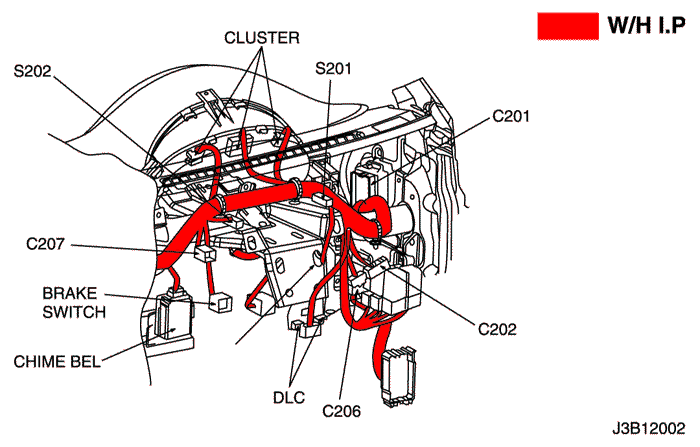 W/H I.P
CLUSTER
S202
S201
C201
C207
BRAKE
SWITCH
C202
CHIME BEL
DLC
C206
J3B12002